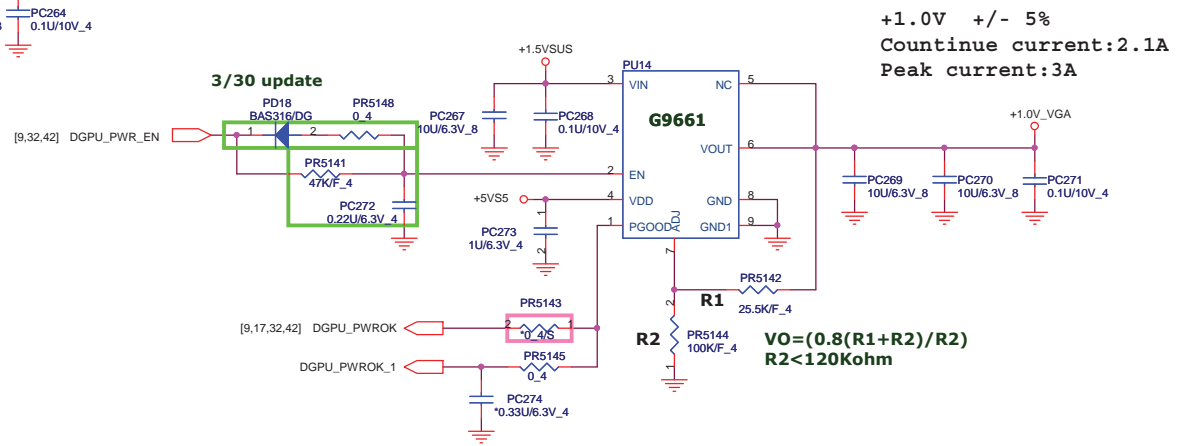 PC264
0.1U/10V_4
+1.0V +/- 5%
Countinue current:2.1A
Peak current:3A
3/30 update
+1.5VSUS
PU14
PD18
BAS316/DG
PR5148
0_4
1
2
[9,32,42] DGPU_PWR_EN
PC267
10U/6.3V_8
PC268
0.1U/10V_4
3 VIN
NC 5
G9661
+1.0V_VGA
PR5141
47K/F_4
VOUT 6
2 EN
PC269
10U/6.3V_8
PC270
10U/6.3V_8
PC271
0.1U/10V_4
PC272
0.22U/6.3V_4
+5VS5
4 VDD
GND 8
1
PC273
1U/6.3V_4
2
1 PGOOD
ADJ
GND1 9
7
PR5142
25.5K/F_4
R1
PR5143
2
1
*0_4/S
[9,17,32,42] DGPU_PWROK
R2
2
PR5144
100K/F_4
1
VO=(0.8(R1+R2)/R2)
R2<120Kohm
DGPU_PWROK_1
PR5145
0_4
PC274
*0.33U/6.3V_4